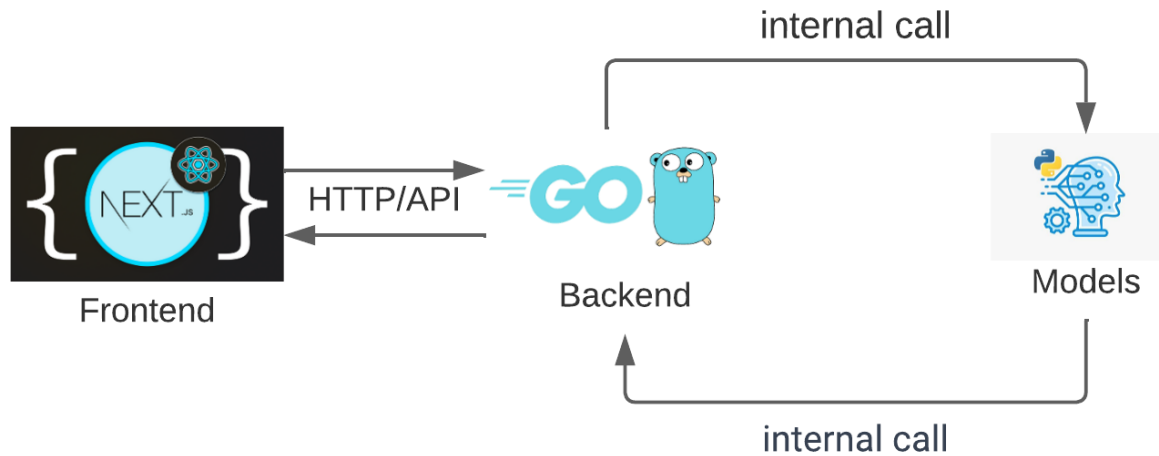 internal call
NEXT.JS
HTTP/API
GO
Frontend
Backend
Models
internal call